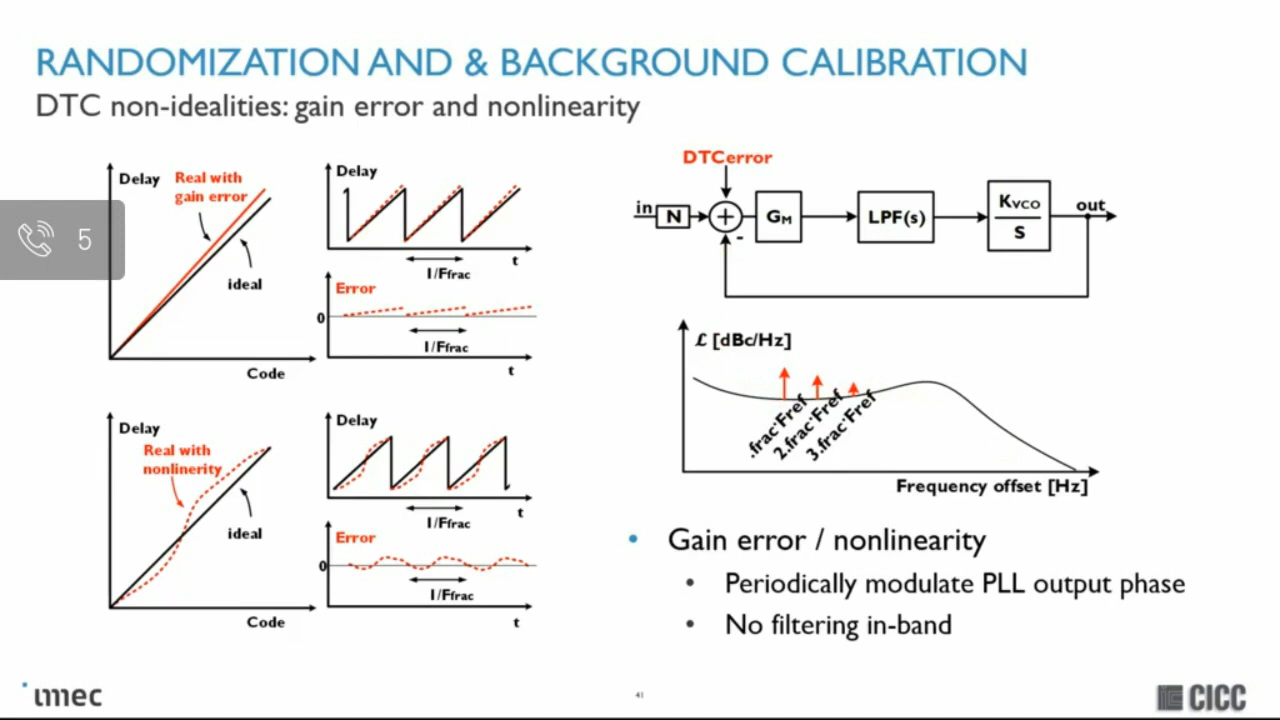 RANDOMIZATION AND & BACKGROUND CALIBRATION
DTC non-idealities: gain error and nonlinearity
Delay
Real with
gain error
ideal
Code
Delay
t
1/Ffrac
Error
0
1/Ffrac
t
Delay
Real with
nonlinerity
ideal
Code
Delay
t
1/Ffrac
Error
0
1/Ffrac
t
5
DTCerror
in
N
+
-
GM
LPF(s)
KVCO
S
out
£ [dBc/Hz]
.frac·Fref
2.frac·Fref
3.frac·Fref
Frequency offset [Hz]
• Gain error / nonlinearity
• Periodically modulate PLL output phase
• No filtering in-band
imec
41
CICC